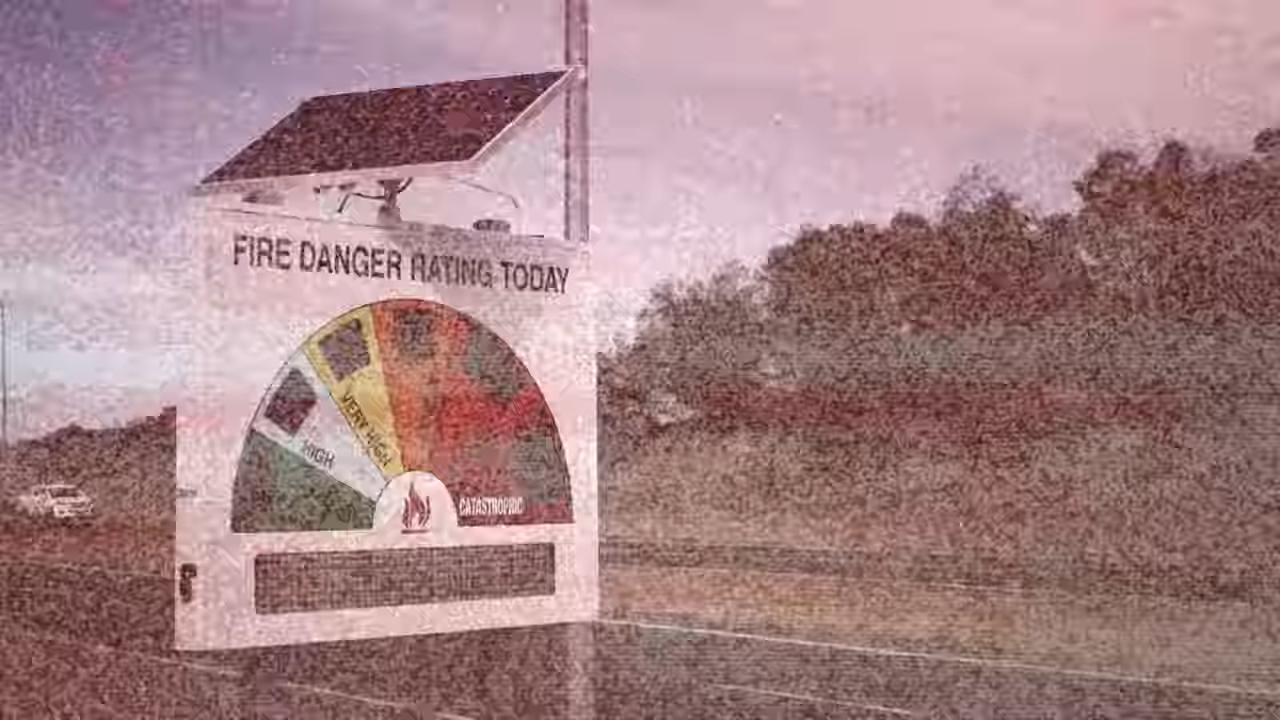 FIRE DANGER RATING TODAY
VERY HIGH
HIGH
CATASTROPHIC